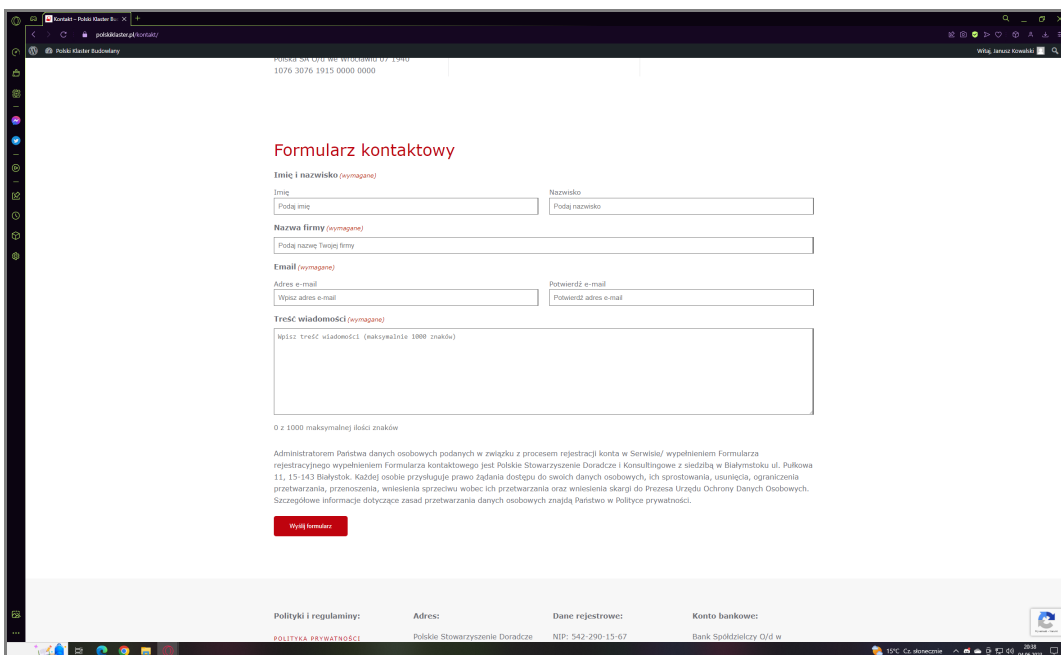 Kontakt – Polski Klaster Bu
polskiklaster.pl/kontakt/
Polski Klaster Budowlany
Witaj, Janusz Kowalski
Polska SA O/d we Wrocławiu 07 1940
1076 3076 1915 0000 0000
Formularz kontaktowy
Imię i nazwisko (wymagane)
Imię Nazwisko
Podaj imię Podaj nazwisko
Nazwa firmy (wymagane)
Podaj nazwę Twojej firmy
Email (wymagane)
Adres e-mail Potwierdź e-mail
Wpisz adres e-mail Potwierdź adres e-mail
Treść wiadomości (wymagane)
Wpisz treść wiadomości (maksymalnie 1000 znaków)
0 z 1000 maksymalnej ilości znaków
Administratorem Państwa danych osobowych podanych w związku z procesem rejestracji konta w Serwisie/ wypełnieniem Formularza
rejestracyjnego wypełnieniem Formularza kontaktowego jest Polskie Stowarzyszenie Doradcze i Konsultingowe z siedzibą w Białymstoku ul. Pułkowa
11, 15-143 Białystok. Każdej osobie przysługuje prawo żądania dostępu do swoich danych osobowych, ich sprostowania, usunięcia, ograniczenia
przetwarzania, przenoszenia, wniesienia sprzeciwu wobec ich przetwarzania oraz wniesienia skargi do Prezesa Urzędu Ochrony Danych Osobowych.
Szczegółowe informacje dotyczące zasad przetwarzania danych osobowych znajdą Państwo w Polityce prywatności.
Wyślij formularz
Polityki i regulaminy: Adres: Dane rejestrowe: Konto bankowe:
POLITYKA PRYWATNOŚCI Polskie Stowarzyszenie Doradcze NIP: 542-290-15-67 Bank Spółdzielczy O/d w
15°C Cz. słonecznie
20:38